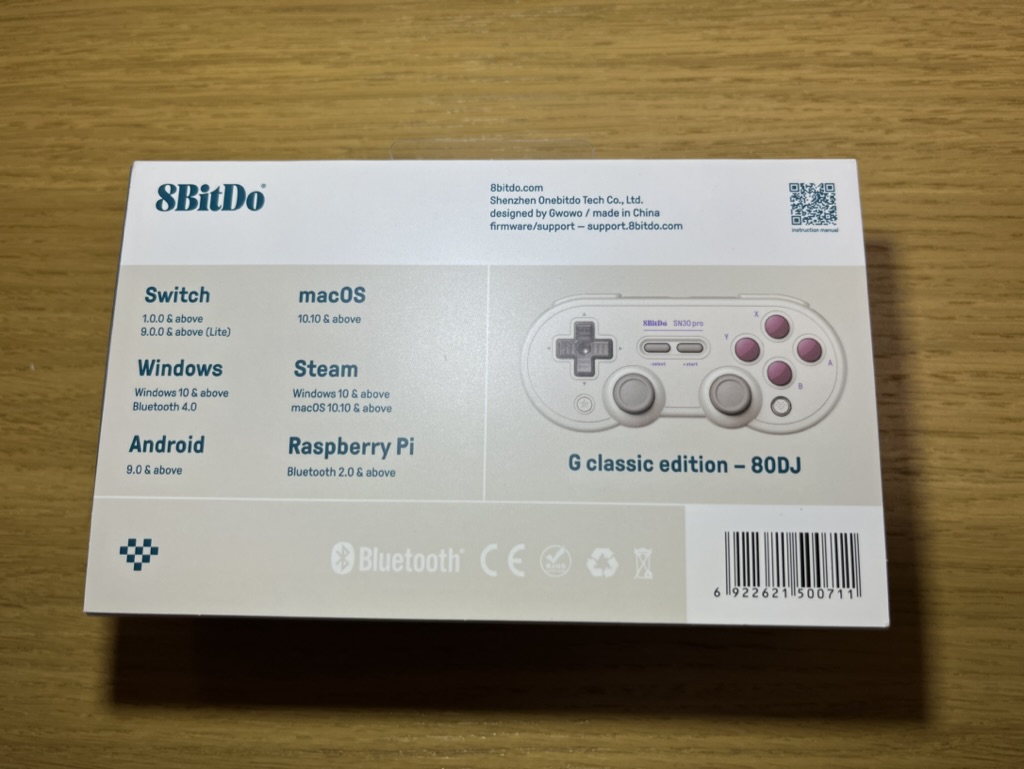 8BitDo
8bitdo.com
Shenzhen Onebitdo Tech Co., Ltd.
designed by Gwowo / made in China
firmware/support – support.8bitdo.com
instruction manual
Switch
1.0.0 & above
9.0.0 & above (Lite)
macOS
10.10 & above
Windows
Windows 10 & above
Bluetooth 4.0
Steam
Windows 10 & above
macOS 10.10 & above
Android
9.0 & above
Raspberry Pi
Bluetooth 2.0 & above
8BitDo SN30 pro
-select +start
X
Y
A
B
G classic edition – 80DJ
Bluetooth®
CE
6 922621 500711